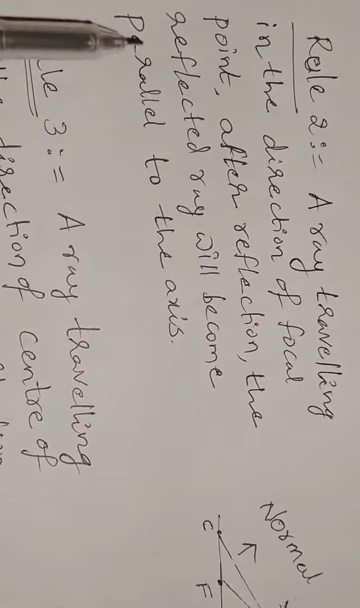 Rule 2:= A ray travelling
in the direction of focal
point, after reflection, the
reflected ray will become
parallel to the axis.
le 3:= A ray travelling
direction of centre of
Normal
C
F